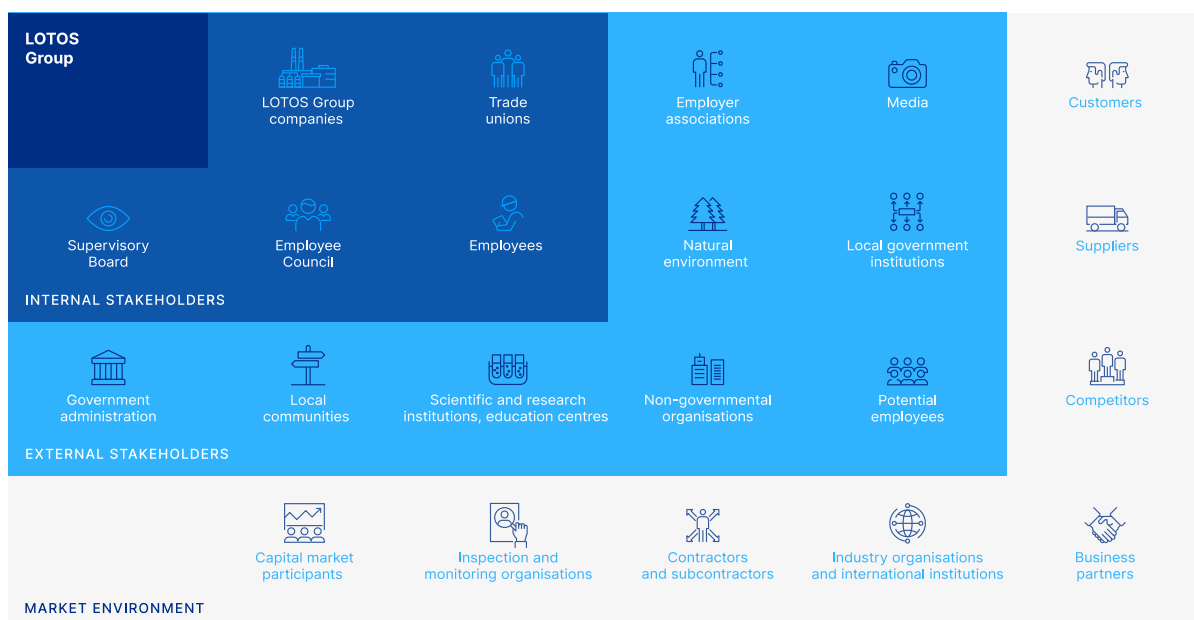 LOTOS
Group
LOTOS Group
companies
Trade
unions
Employer
associations
Media
Customers
Supervisory
Board
Employee
Council
Employees
Natural
environment
Local government
institutions
Suppliers
INTERNAL STAKEHOLDERS
Government
administration
Local
communities
Scientific and research
institutions, education centres
Non-governmental
organisations
Potential
employees
Competitors
EXTERNAL STAKEHOLDERS
Capital market
participants
Inspection and
monitoring organisations
Contractors
and subcontractors
Industry organisations
and international institutions
Business
partners
MARKET ENVIRONMENT